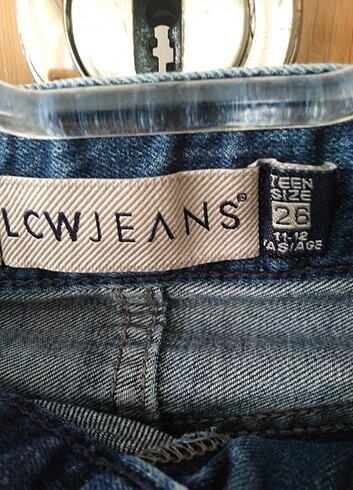 LCWJEANS®
TEEN
SIZE
26
11-12
YAŞ/AGE